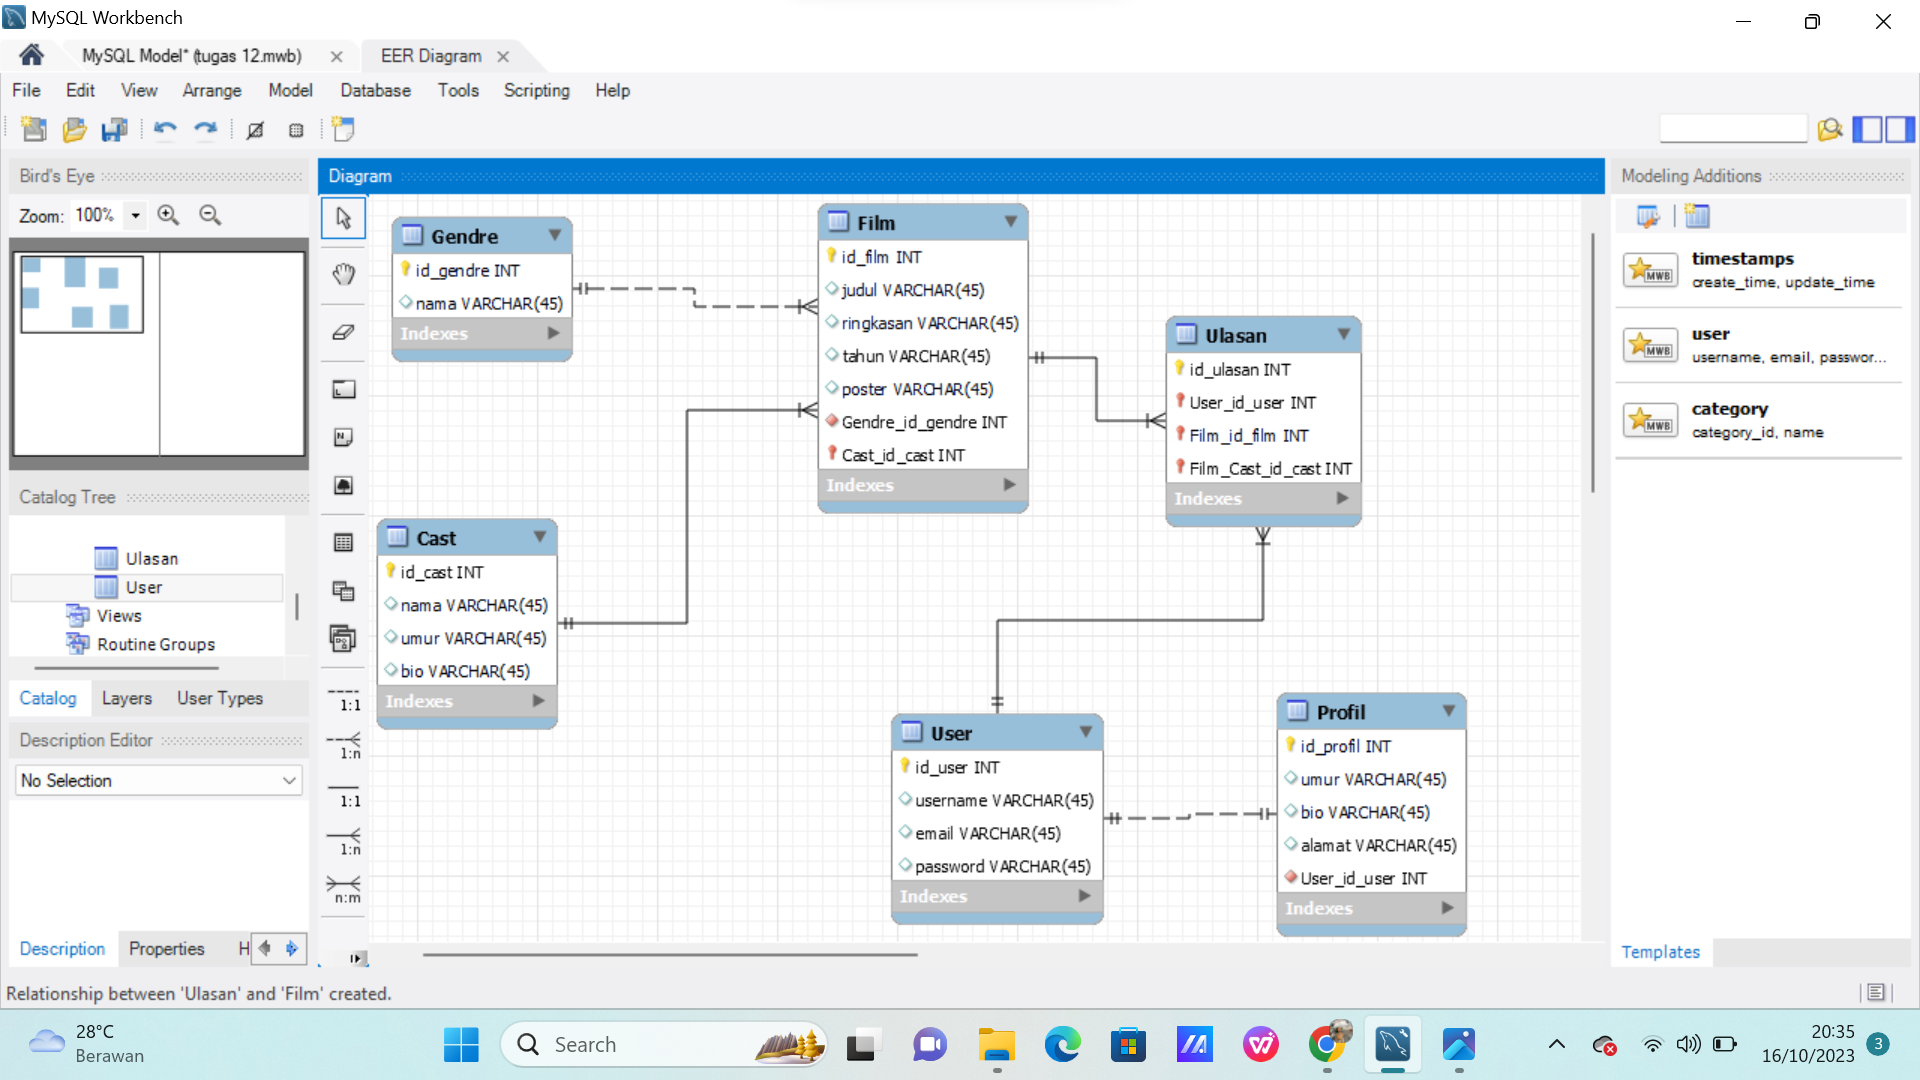 MySQL Workbench
MySQL Model* (tugas 12.mwb)
EER Diagram
File Edit View Arrange Model Database Tools Scripting Help
Bird's Eye
Zoom: 100%
Catalog Tree
Ulasan
User
Views
Routine Groups
Catalog Layers User Types
Description Editor
No Selection
Description Properties H
Diagram
1:1
1:n
1:1
1:n
n:m
Gendre
id_gendre INT
nama VARCHAR(45)
Indexes
Film
id_film INT
judul VARCHAR(45)
ringkasan VARCHAR(45)
tahun VARCHAR(45)
poster VARCHAR(45)
Gendre_id_gendre INT
Cast_id_cast INT
Indexes
Ulasan
id_ulasan INT
User_id_user INT
Film_id_film INT
Film_Cast_id_cast INT
Indexes
Cast
id_cast INT
nama VARCHAR(45)
umur VARCHAR(45)
bio VARCHAR(45)
Indexes
User
id_user INT
username VARCHAR(45)
email VARCHAR(45)
password VARCHAR(45)
Indexes
Profil
id_profil INT
umur VARCHAR(45)
bio VARCHAR(45)
alamat VARCHAR(45)
User_id_user INT
Indexes
Modeling Additions
MWB
timestamps
create_time, update_time
MWB
user
username, email, passwor...
MWB
category
category_id, name
Templates
Relationship between 'Ulasan' and 'Film' created.
28°C
Berawan
Search
20:35
16/10/2023
3